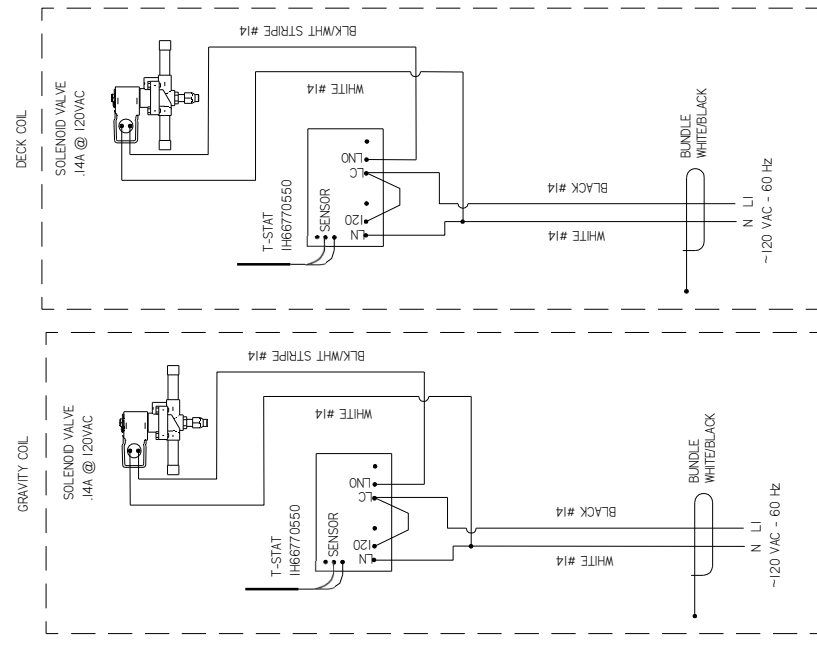 DECK COIL
SOLENOID VALVE
.14A @ 120VAC
BLK/WHT STRIPE #14
WHITE #14
T-STAT
IH66770550
SENSOR
LNO
LC
120
LN
BLACK #14
WHITE #14
BUNDLE
WHITE/BLACK
L1
N
~120 VAC - 60 Hz
GRAVITY COIL
SOLENOID VALVE
.14A @ 120VAC
BLK/WHT STRIPE #14
WHITE #14
T-STAT
IH66770550
SENSOR
LNO
LC
120
LN
BLACK #14
WHITE #14
BUNDLE
WHITE/BLACK
L1
N
~120 VAC - 60 Hz